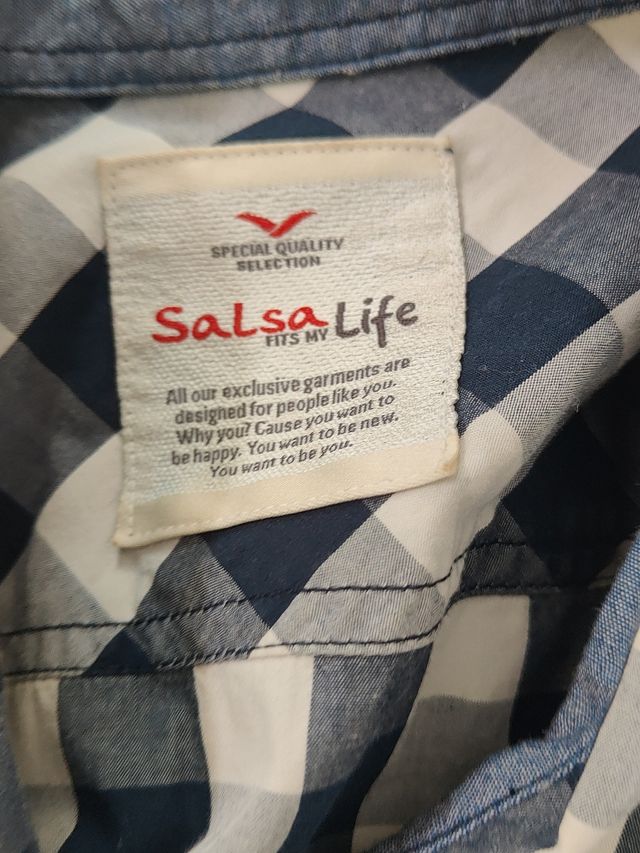 SPECIAL QUALITY
SELECTION
Salsa Life
FITS MY
All our exclusive garments are
designed for people like you.
Why you? Cause you want to
be happy. You want to be new.
You want to be you.